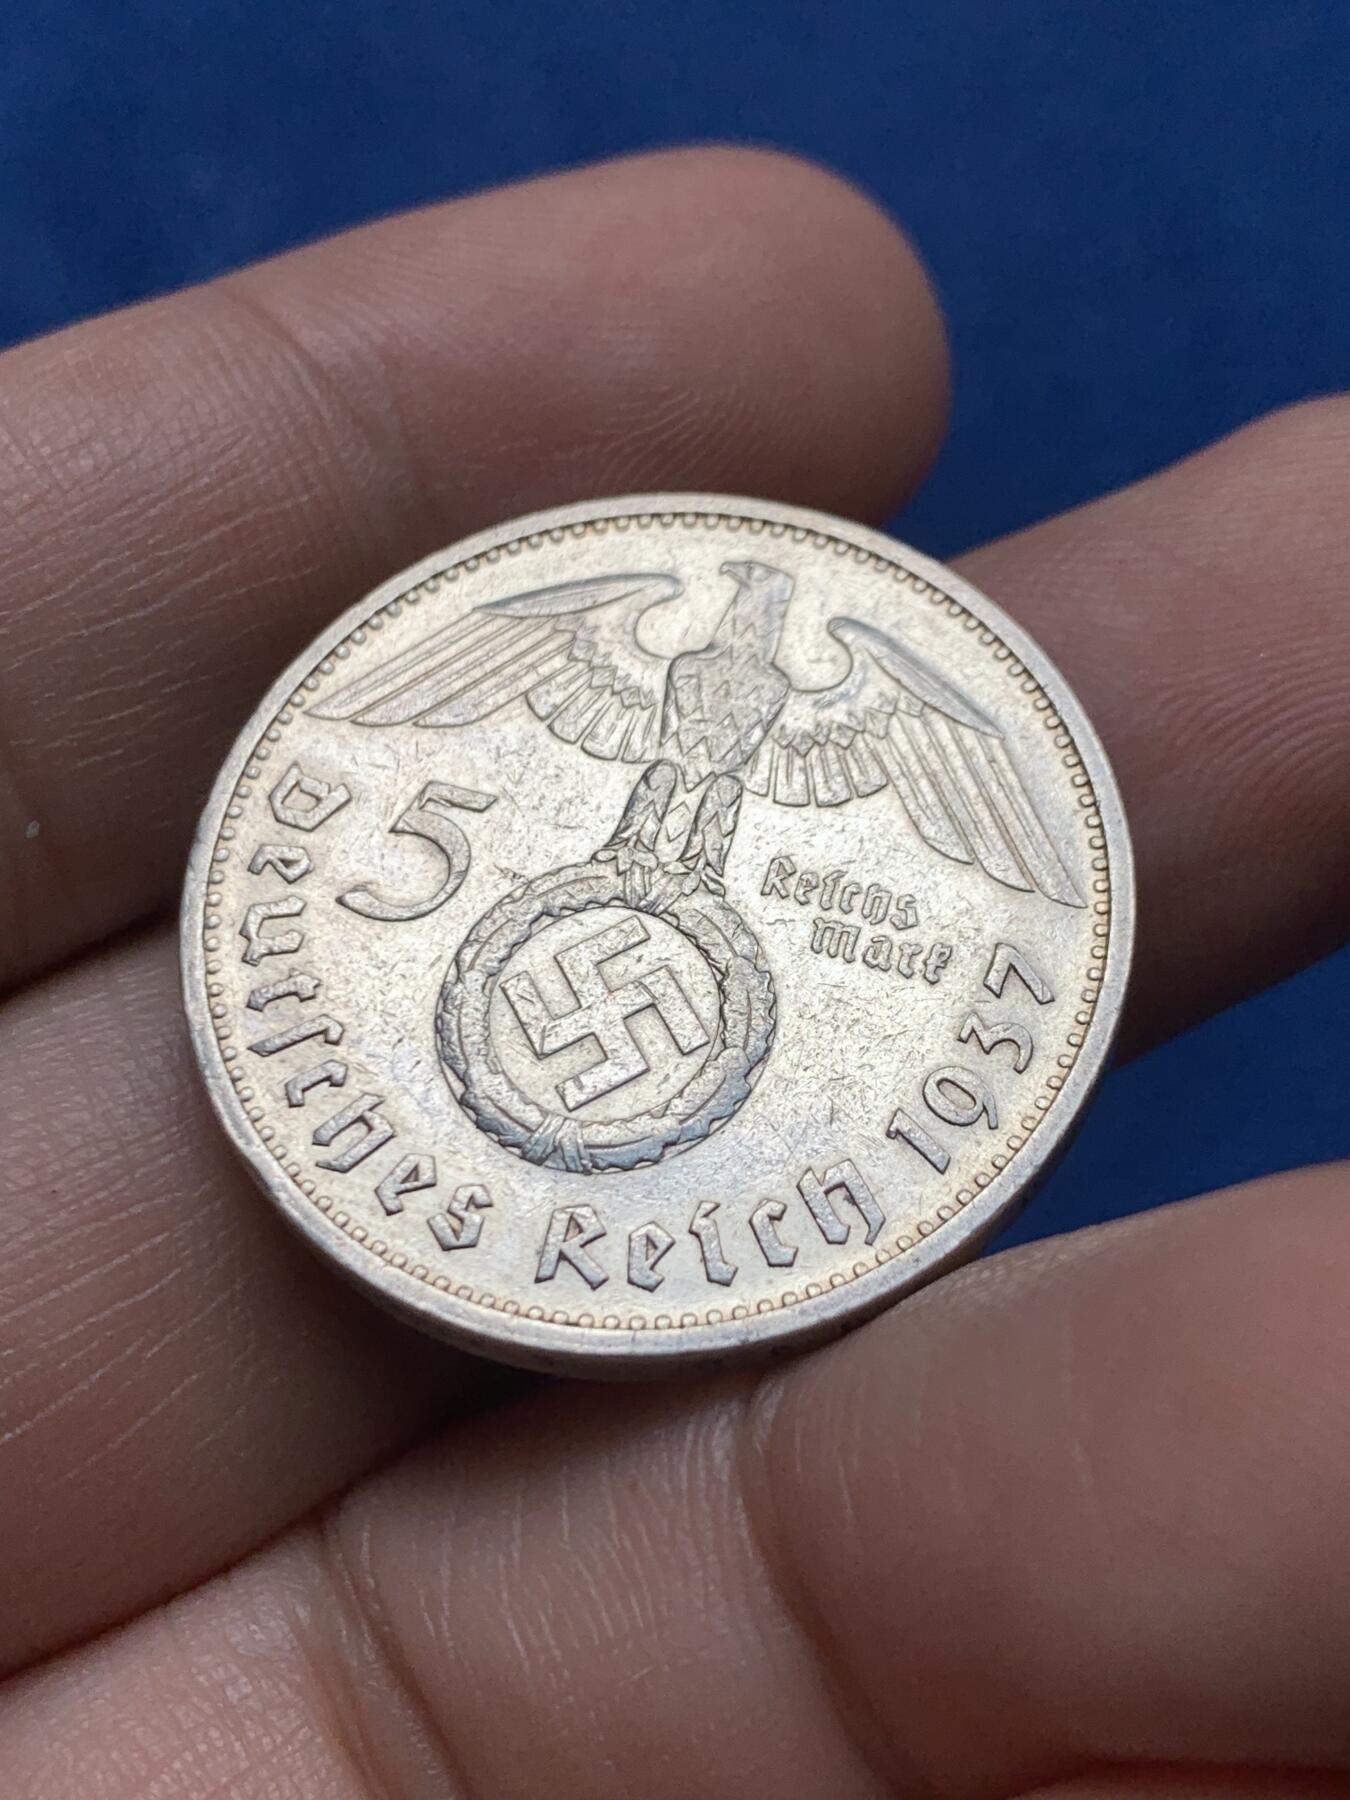 5
Reichs
mark
Deutsches Reich 1937